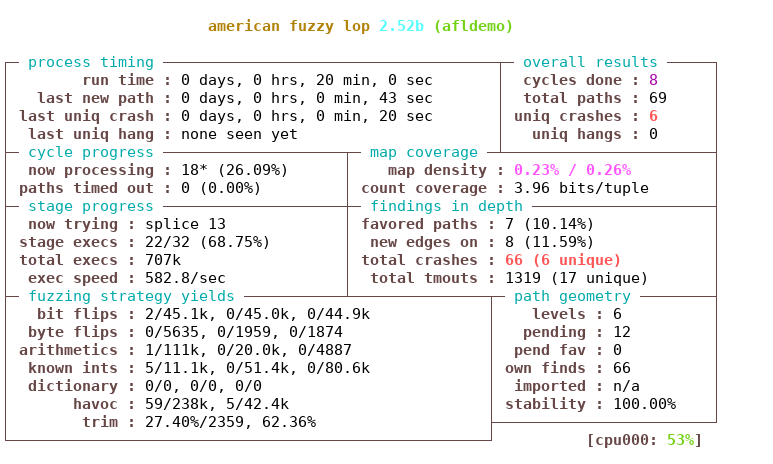 american fuzzy lop 2.52b (afldemo)
process timing overall results
run time : 0 days, 0 hrs, 20 min, 0 sec cycles done : 8
last new path : 0 days, 0 hrs, 0 min, 43 sec total paths : 69
last uniq crash : 0 days, 0 hrs, 0 min, 20 sec uniq crashes : 6
last uniq hang : none seen yet uniq hangs : 0
cycle progress map coverage
now processing : 18* (26.09%) map density : 0.23% / 0.26%
paths timed out : 0 (0.00%) count coverage : 3.96 bits/tuple
stage progress findings in depth
now trying : splice 13 favored paths : 7 (10.14%)
stage execs : 22/32 (68.75%) new edges on : 8 (11.59%)
total execs : 707k total crashes : 66 (6 unique)
exec speed : 582.8/sec total tmouts : 1319 (17 unique)
fuzzing strategy yields path geometry
bit flips : 2/45.1k, 0/45.0k, 0/44.9k levels : 6
byte flips : 0/5635, 0/1959, 0/1874 pending : 12
arithmetics : 1/111k, 0/20.0k, 0/4887 pend fav : 0
known ints : 5/11.1k, 0/51.4k, 0/80.6k own finds : 66
dictionary : 0/0, 0/0, 0/0 imported : n/a
havoc : 59/238k, 5/42.4k stability : 100.00%
trim : 27.40%/2359, 62.36%
[cpu000: 53%]